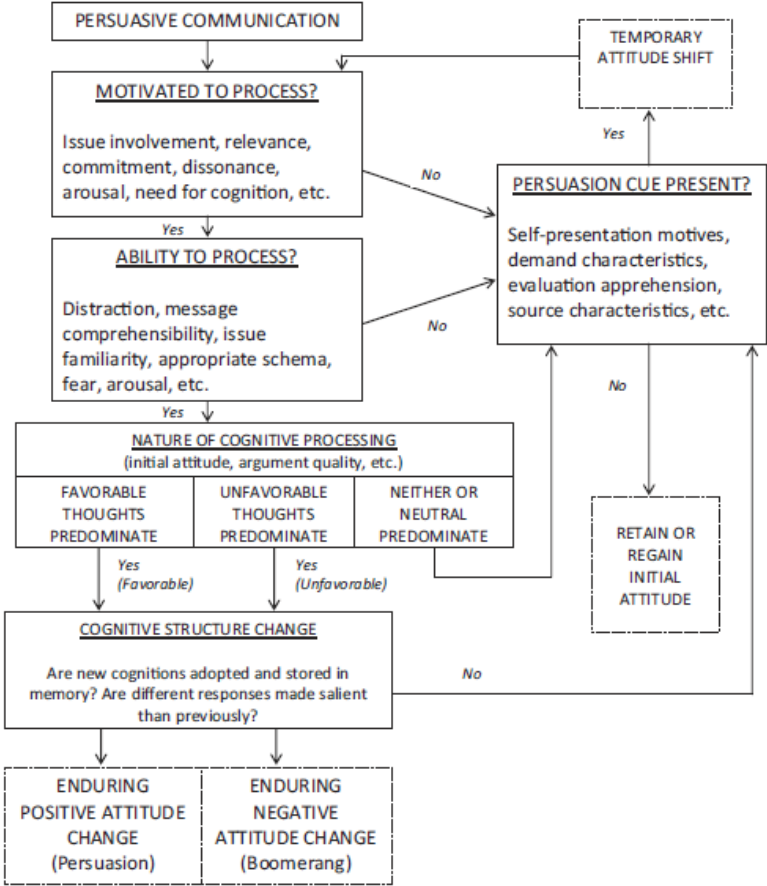 PERSUASIVE COMMUNICATION
TEMPORARY
ATTITUDE SHIFT
MOTIVATED TO PROCESS?
Issue involvement, relevance,
commitment, dissonance,
arousal, need for cognition, etc.
No
Yes
PERSUASION CUE PRESENT?
Self-presentation motives,
demand characteristics,
evaluation apprehension,
source characteristics, etc.
Yes
ABILITY TO PROCESS?
Distraction, message
comprehensibility, issue
familiarity, appropriate schema,
fear, arousal, etc.
No
No
Yes
NATURE OF COGNITIVE PROCESSING
(initial attitude, argument quality, etc.)
FAVORABLE
THOUGHTS
PREDOMINATE
UNFAVORABLE
THOUGHTS
PREDOMINATE
NEITHER OR
NEUTRAL
PREDOMINATE
RETAIN OR
REGAIN
INITIAL
ATTITUDE
Yes
(Favorable)
Yes
(Unfavorable)
COGNITIVE STRUCTURE CHANGE
Are new cognitions adopted and stored in
memory? Are different responses made salient
than previously?
No
ENDURING
POSITIVE ATTITUDE
CHANGE
(Persuasion)
ENDURING
NEGATIVE
ATTITUDE CHANGE
(Boomerang)